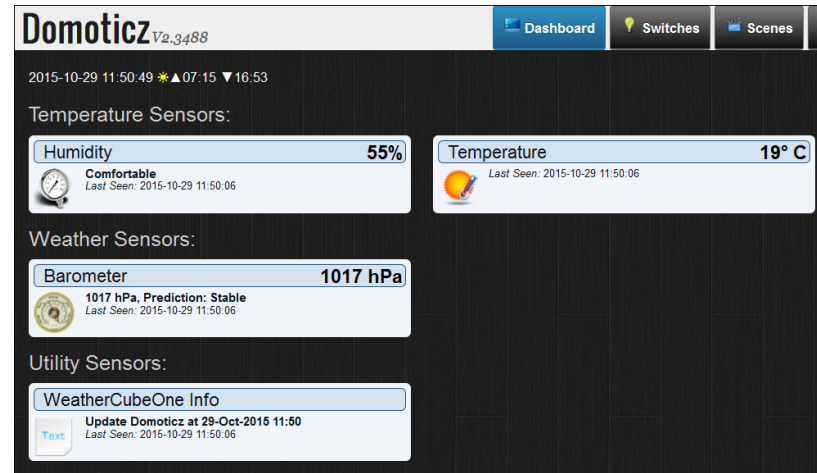 Domoticz V2.3488
Dashboard Switches Scenes
2015-10-29 11:50:49 ☀▲07:15 ▼16:53
Temperature Sensors:
Humidity 55%
Comfortable
Last Seen: 2015-10-29 11:50:06
Temperature 19° C
Last Seen: 2015-10-29 11:50:06
Weather Sensors:
Barometer 1017 hPa
1017 hPa, Prediction: Stable
Last Seen: 2015-10-29 11:50:06
Utility Sensors:
WeatherCubeOne Info
Text
Update Domoticz at 29-Oct-2015 11:50
Last Seen: 2015-10-29 11:50:06